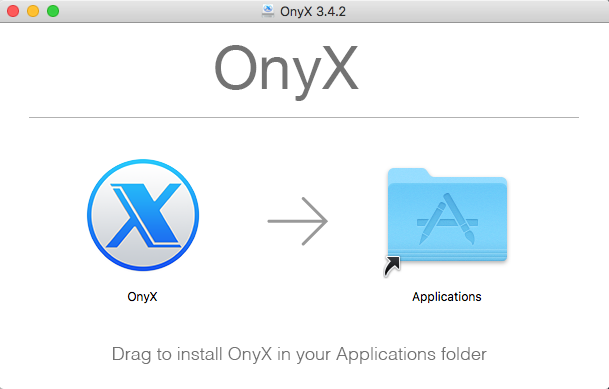 OnyX 3.4.2
OnyX
OnyX
Applications
Drag to install OnyX in your Applications folder